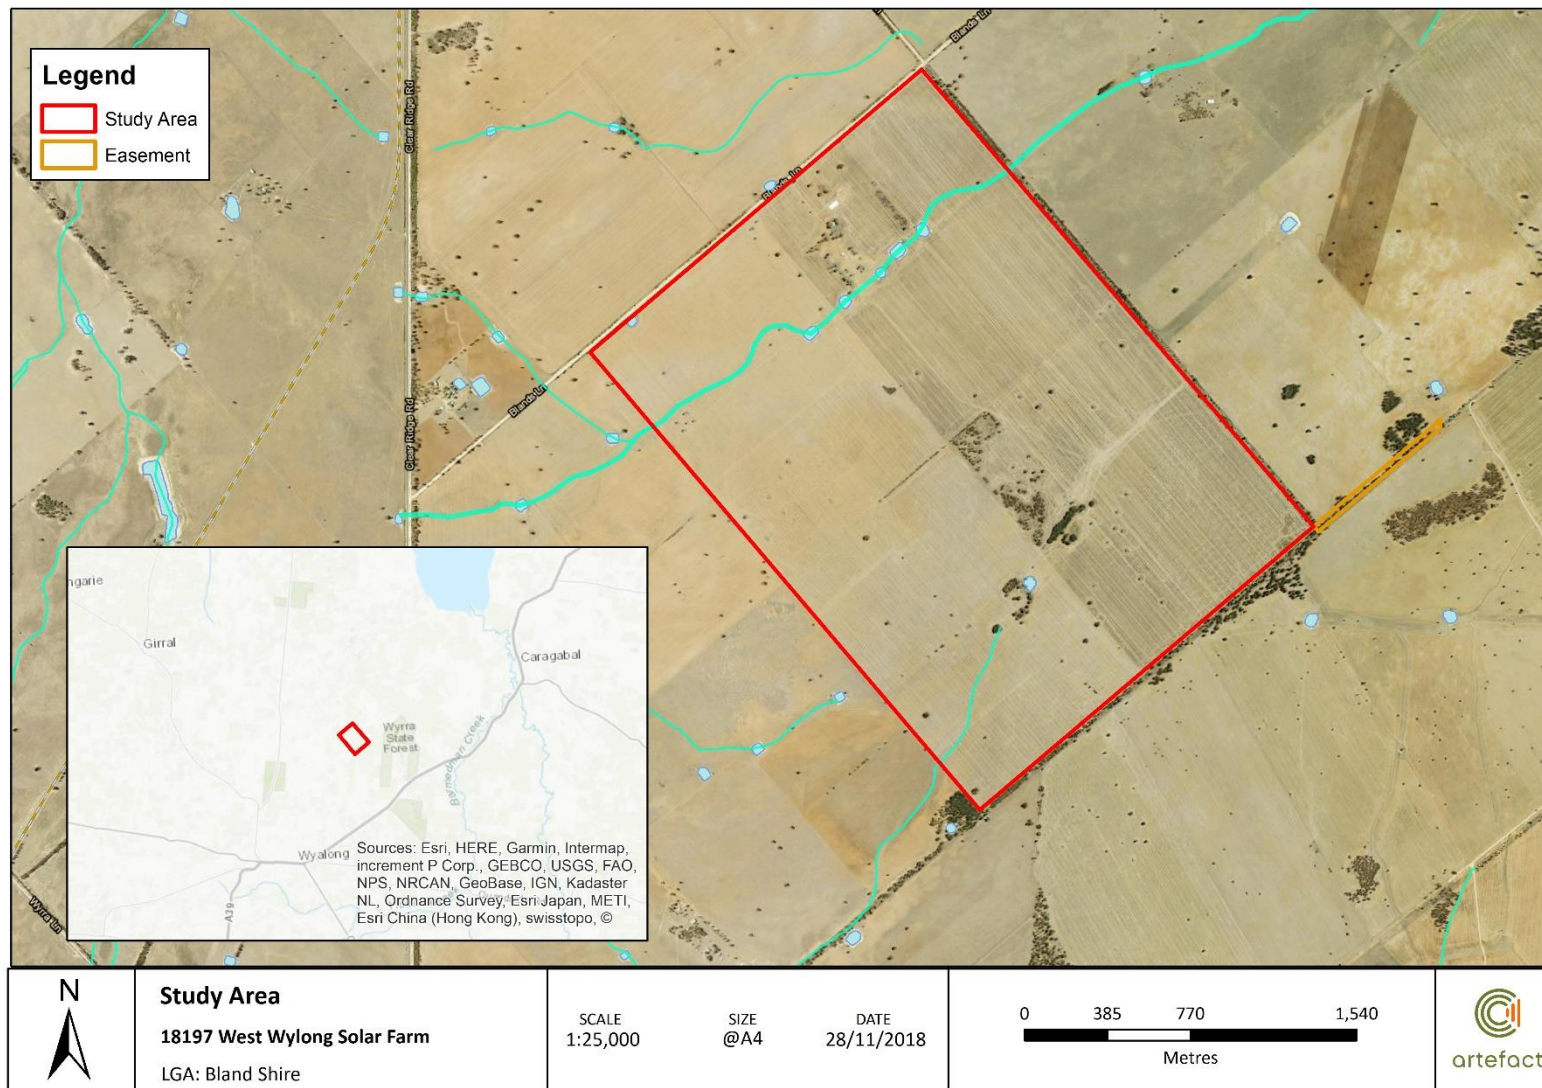 Legend
Study Area
Easement
Blands Ln
Clear Ridge Rd
Blands Ln
Blands Ln
Clear Ridge Rd
Wyrra Ln
ngarie
Girral
Caragabal
Wyrra
State
Forest
Barmedman Creek
Wyalong
A39
Sources: Esri, HERE, Garmin, Intermap,
increment P Corp., GEBCO, USGS, FAO,
NPS, NRCAN, GeoBase, IGN, Kadaster
NL, Ordnance Survey, Esri Japan, METI,
Esri China (Hong Kong), swisstopo, ©
N
Study Area
18197 West Wylong Solar Farm
LGA: Bland Shire
SCALE
1:25,000
SIZE
@A4
DATE
28/11/2018
0 385 770 1,540
Metres
artefact